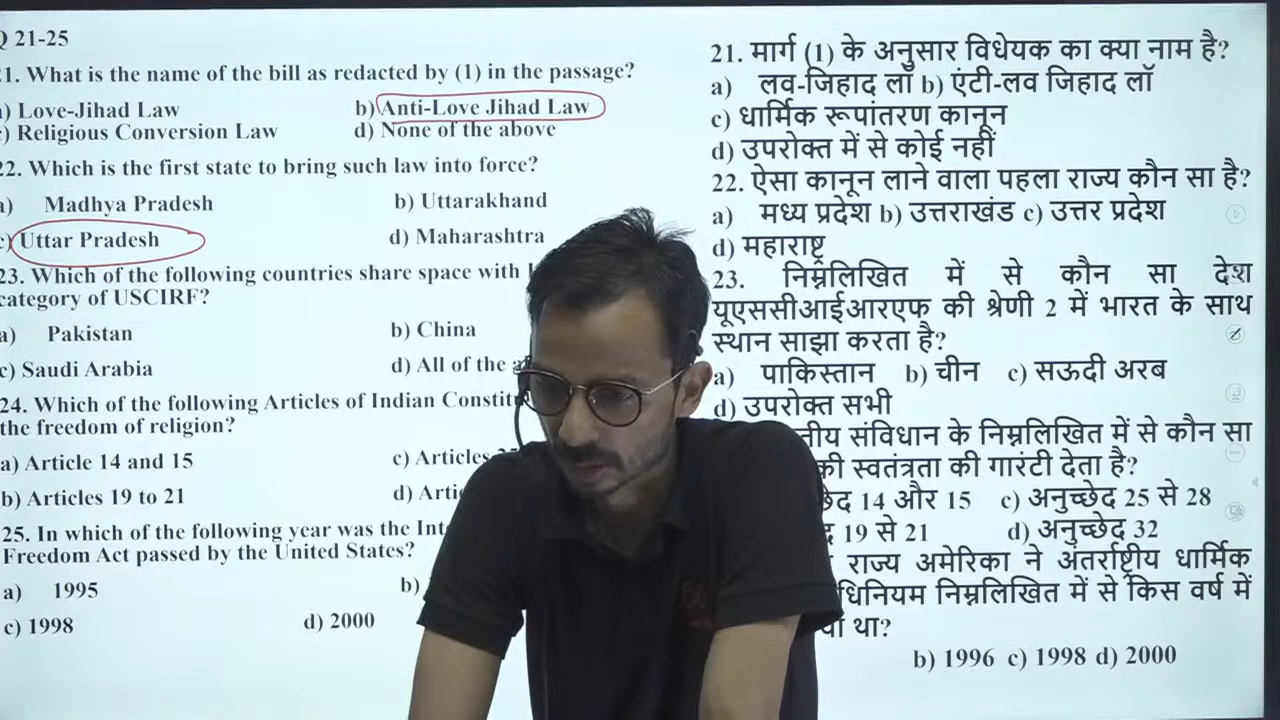 Q 21-25
1. What is the name of the bill as redacted by (1) in the passage?
) Love-Jihad Law b) Anti-Love Jihad Law
) Religious Conversion Law d) None of the above
22. Which is the first state to bring such law into force?
a) Madhya Pradesh b) Uttarakhand
c) Uttar Pradesh d) Maharashtra
23. Which of the following countries share space with
category of USCIRF?
a) Pakistan b) China
c) Saudi Arabia d) All of the
24. Which of the following Articles of Indian
the freedom of religion?
a) Article 14 and 15 c) Articles
b) Articles 19 to 21 d)
25. In which of the following year was the
Freedom Act passed by the United States?
a) 1995 b)
c) 1998 d) 2000
21. मार्ग (1) के अनुसार विधेयक का क्या नाम है?
a) लव-जिहाद लॉ b) एंटी-लव जिहाद लॉ
c) धार्मिक रूपांतरण कानून
d) उपरोक्त में से कोई नहीं
22. ऐसा कानून लाने वाला पहला राज्य कौन सा है?
a) मध्य प्रदेश b) उत्तराखंड c) उत्तर प्रदेश
d) महाराष्ट्र
23. निम्नलिखित में से कौन सा देश
यूएससीआईआरएफ की श्रेणी 2 में भारत के साथ
स्थान साझा करता है?
a) पाकिस्तान b) चीन c) सऊदी अरब
d) उपरोक्त सभी
संविधान के निम्नलिखित में से कौन सा
की स्वतंत्रता की गारंटी देता है?
14 और 15 c) अनुच्छेद 25 से 28
19 से 21 d) अनुच्छेद 32
राज्य अमेरिका ने अंतर्राष्ट्रीय धार्मिक
निम्नलिखित में से किस वर्ष में
था?
b) 1996 c) 1998 d) 2000